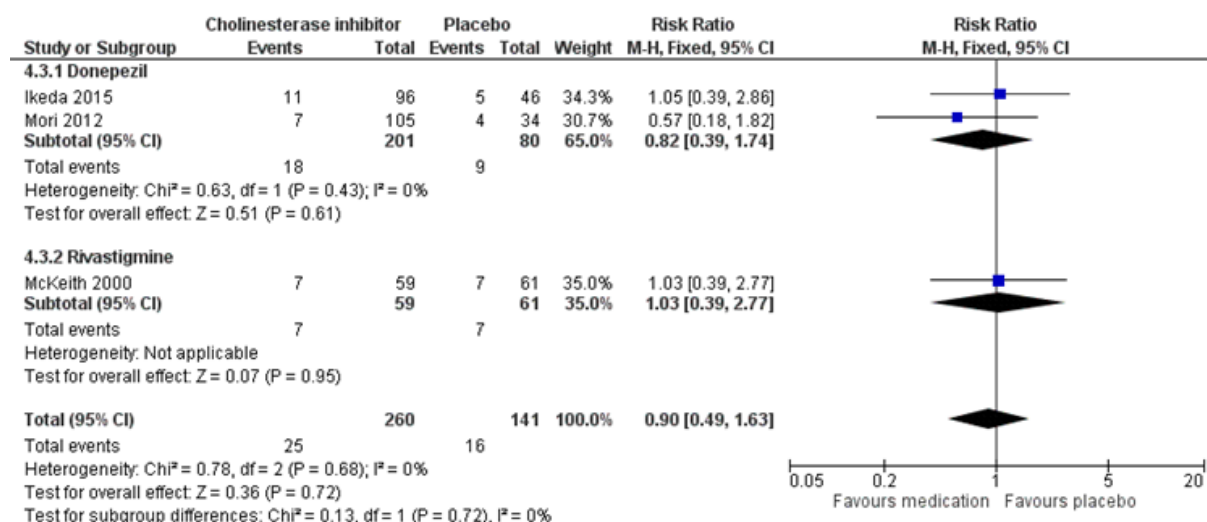 Cholinesterase inhibitor Placebo Risk Ratio Risk Ratio
Study or Subgroup Events Total Events Total Weight M-H, Fixed, 95% CI M-H, Fixed, 95% CI
4.3.1 Donepezil
Ikeda 2015 11 96 5 46 34.3% 1.05 [0.39, 2.86]
Mori 2012 7 105 4 34 30.7% 0.57 [0.18, 1.82]
Subtotal (95% CI) 201 80 65.0% 0.82 [0.39, 1.74]
Total events 18 9
Heterogeneity: Chi² = 0.63, df = 1 (P = 0.43); I² = 0%
Test for overall effect: Z = 0.51 (P = 0.61)
4.3.2 Rivastigmine
McKeith 2000 7 59 7 61 35.0% 1.03 [0.39, 2.77]
Subtotal (95% CI) 59 61 35.0% 1.03 [0.39, 2.77]
Total events 7 7
Heterogeneity: Not applicable
Test for overall effect: Z = 0.07 (P = 0.95)
Total (95% CI) 260 141 100.0% 0.90 [0.49, 1.63]
Total events 25 16
Heterogeneity: Chi² = 0.78, df = 2 (P = 0.68); I² = 0%
Test for overall effect: Z = 0.36 (P = 0.72)
Test for subgroup differences: Chi² = 0.13, df = 1 (P = 0.72), I² = 0%
0.05 0.2 1 5 20
Favours medication Favours placebo